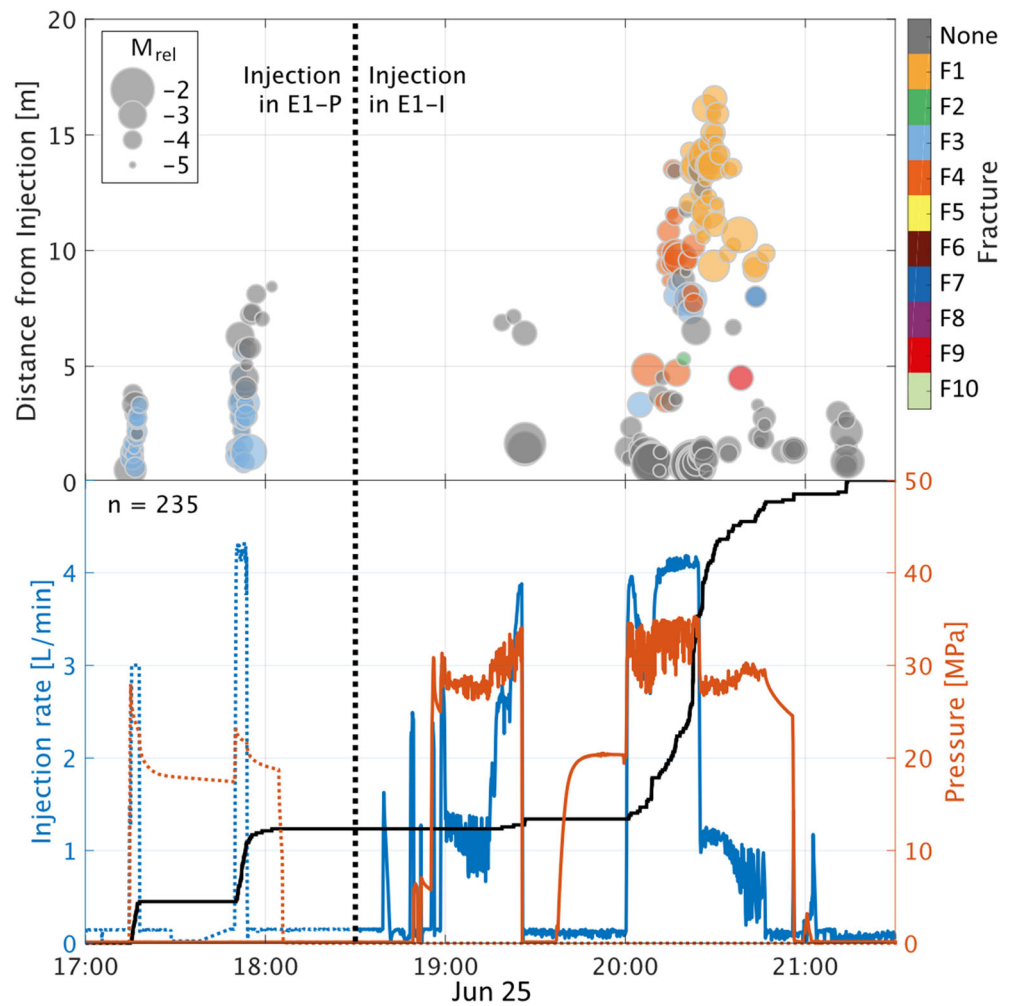 M_rel
-2
-3
-4
-5
Injection
in E1-P
Injection
in E1-I
20
15
10
5
0
Distance from Injection [m]
None
F1
F2
F3
F4
F5
F6
F7
F8
F9
F10
Fracture
n = 235
4
3
2
1
0
Injection rate [L/min]
50
40
30
20
10
0
Pressure [MPa]
17:00
18:00
19:00
20:00
21:00
Jun 25